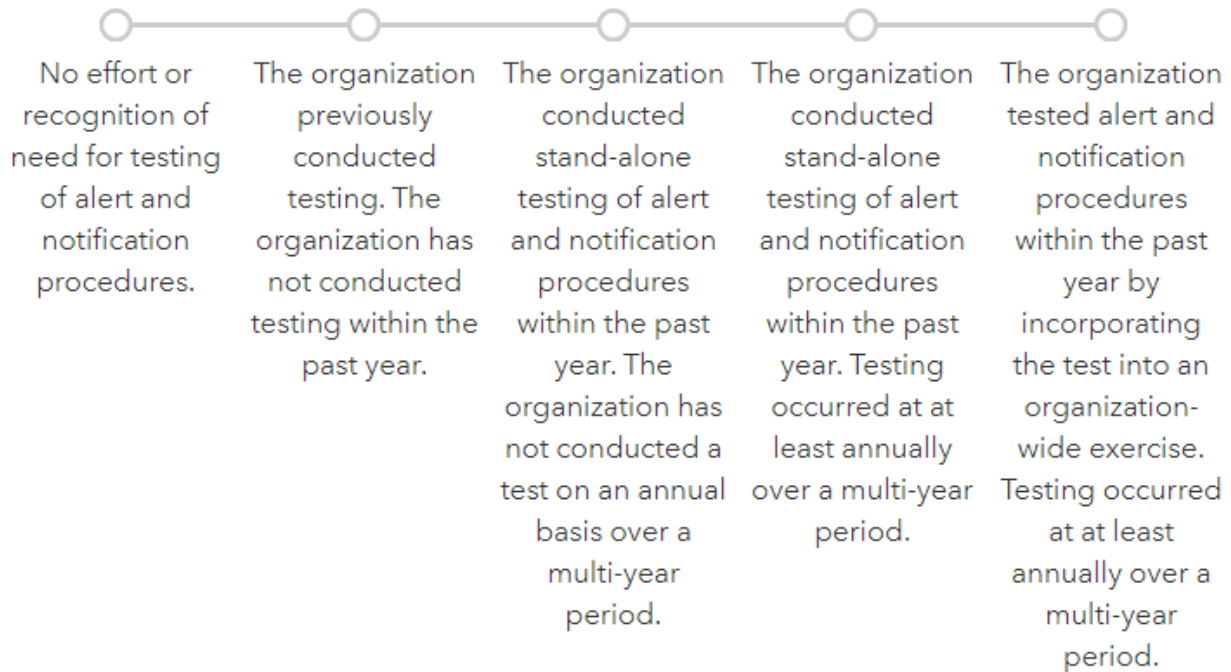 No effort or
recognition of
need for testing
of alert and
notification
procedures.
The organization
previously
conducted
testing. The
organization has
not conducted
testing within the
past year.
The organization
conducted
stand-alone
testing of alert
and notification
procedures
within the past
year. The
organization has
not conducted a
test on an annual
basis over a
multi-year
period.
The organization
conducted
stand-alone
testing of alert
and notification
procedures
within the past
year. Testing
occurred at at
least annually
over a multi-year
period.
The organization
tested alert and
notification
procedures
within the past
year by
incorporating
the test into an
organization-
wide exercise.
Testing occurred
at at least
annually over a
multi-year
period.